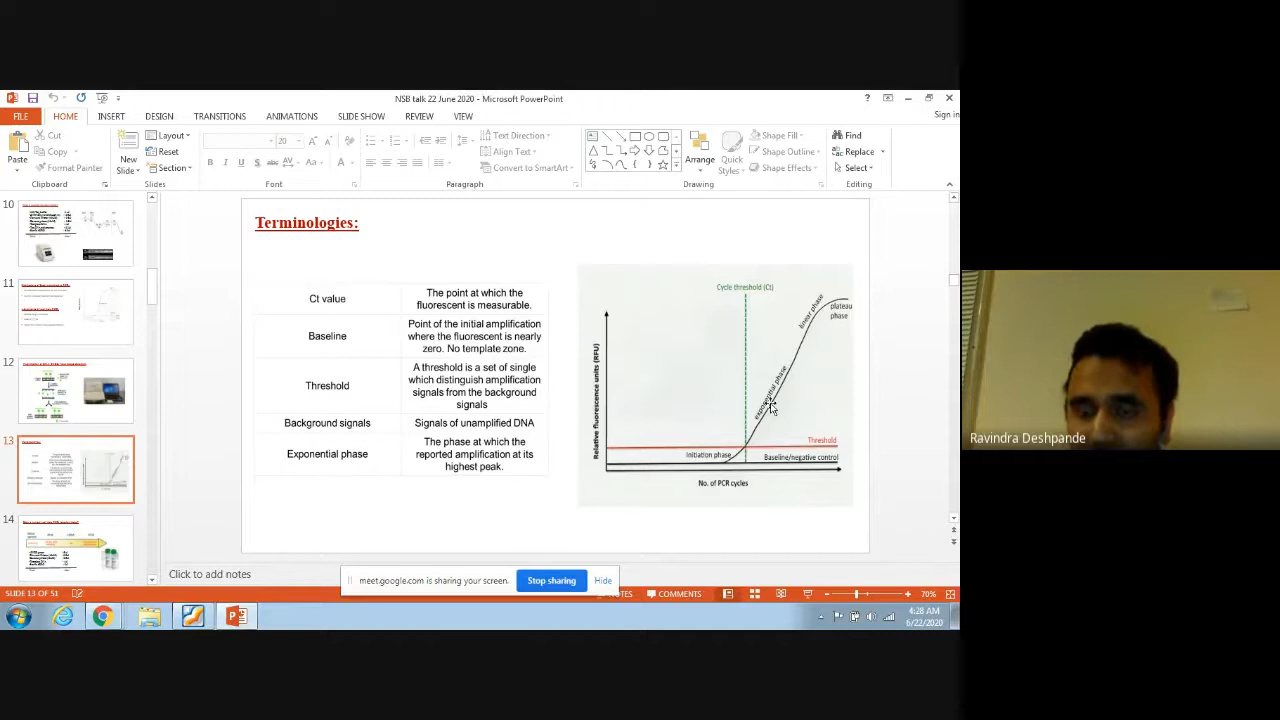 NSB talk 22 June 2020 - Microsoft PowerPoint
Sign in
FILE HOME INSERT DESIGN TRANSITIONS ANIMATIONS SLIDE SHOW REVIEW VIEW
Paste
Cut
Copy
Format Painter
Clipboard
New
Slide
Layout
Reset
Section
Slides
20
Font
Text Direction
Align Text
Convert to SmartArt
Paragraph
Arrange
Quick
Styles
Shape Fill
Shape Outline
Shape Effects
Drawing
Find
Replace
Select
Editing
10
11
12
13
14
Terminologies:
Ct value
The point at which the
fluorescent is measurable.
Baseline
Point of the initial amplification
where the fluorescent is nearly
zero. No template zone.
Threshold
A threshold is a set of single
which distinguish amplification
signals from the background
signals
Background signals
Signals of unamplified DNA
Exponential phase
The phase at which the
reported amplification at its
highest peak.
Cycle threshold (Ct)
linear phase
plateau
phase
exponential phase
Relative fluorescence units (RFU)
Threshold
Initiation phase
Baseline/negative control
No. of PCR cycles
Click to add notes
meet.google.com is sharing your screen.
Stop sharing
Hide
SLIDE 13 OF 51
COMMENTS
70%
4:28 AM
6/22/2020
Ravindra Deshpande